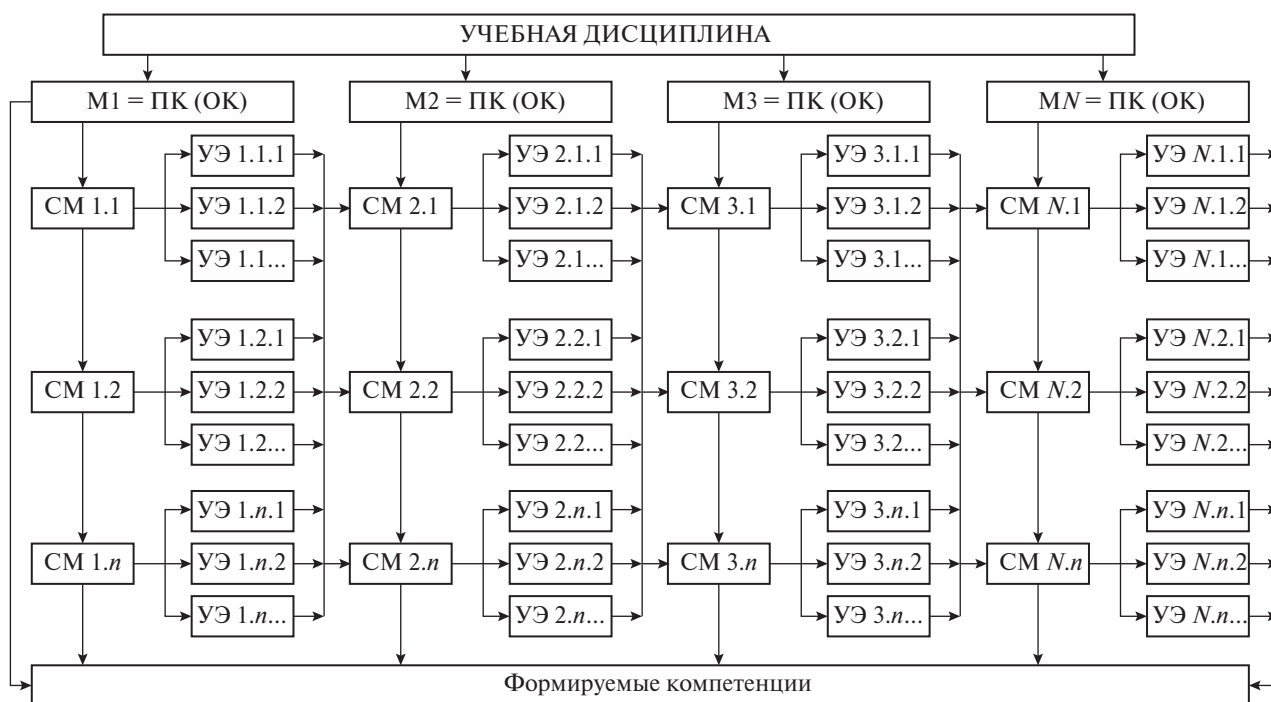 УЧЕБНАЯ ДИСЦИПЛИНА
М1 = ПК (ОК) М2 = ПК (ОК) М3 = ПК (ОК) МN = ПК (ОК)
УЭ 1.1.1 УЭ 2.1.1 УЭ 3.1.1 УЭ N.1.1
СМ 1.1 УЭ 1.1.2 СМ 2.1 УЭ 2.1.2 СМ 3.1 УЭ 3.1.2 СМ N.1 УЭ N.1.2
УЭ 1.1... УЭ 2.1... УЭ 3.1... УЭ N.1...
УЭ 1.2.1 УЭ 2.2.1 УЭ 3.2.1 УЭ N.2.1
СМ 1.2 УЭ 1.2.2 СМ 2.2 УЭ 2.2.2 СМ 3.2 УЭ 3.2.2 СМ N.2 УЭ N.2.2
УЭ 1.2... УЭ 2.2... УЭ 3.2... УЭ N.2...
УЭ 1.n.1 УЭ 2.n.1 УЭ 3.n.1 УЭ N.n.1
СМ 1.n УЭ 1.n.2 СМ 2.n УЭ 2.n.2 СМ 3.n УЭ 3.n.2 СМ N.n УЭ N.n.2
УЭ 1.n... УЭ 2.n... УЭ 3.n... УЭ N.n...
Формируемые компетенции